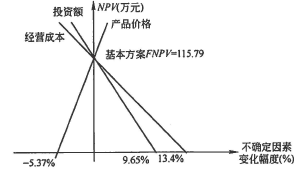 NPV(万元)
投资额
产品价格
经营成本
基本方案FNPV=115.79
不确定因素
变化幅度(%)
-5.37%
9.65%
13.4%